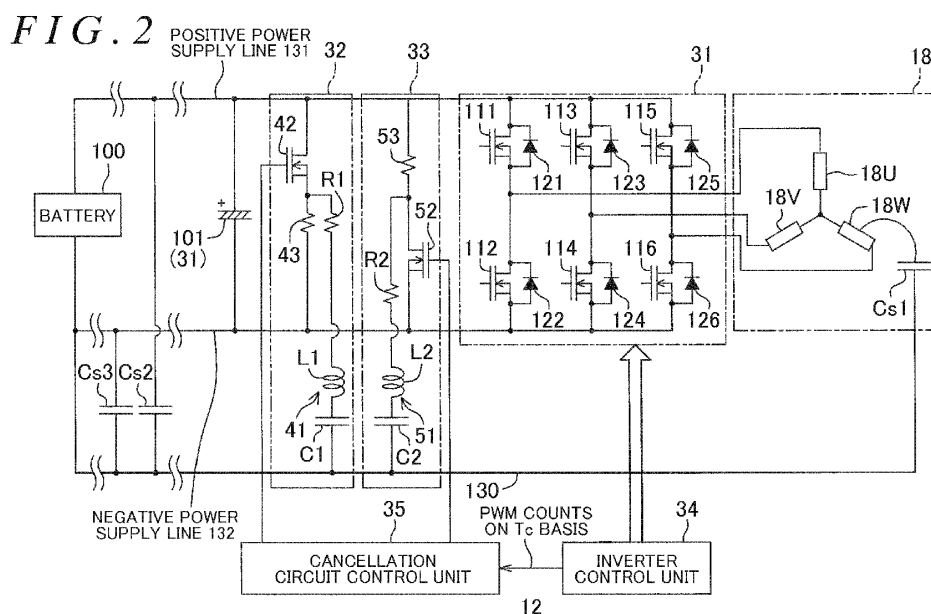 FIG. 2
POSITIVE POWER
SUPPLY LINE 131
32
33
31
18
42
53
111
113
115
100
R1
121
123
125
18U
BATTERY
+
18V
18W
52
101
(31)
43
R2
112
114
116
Cs1
122
124
126
Cs3
Cs2
L1
L2
41
51
C1
C2
130
NEGATIVE POWER
SUPPLY LINE 132
35
PWM COUNTS
ON Tc BASIS
34
CANCELLATION
CIRCUIT CONTROL UNIT
INVERTER
CONTROL UNIT
12